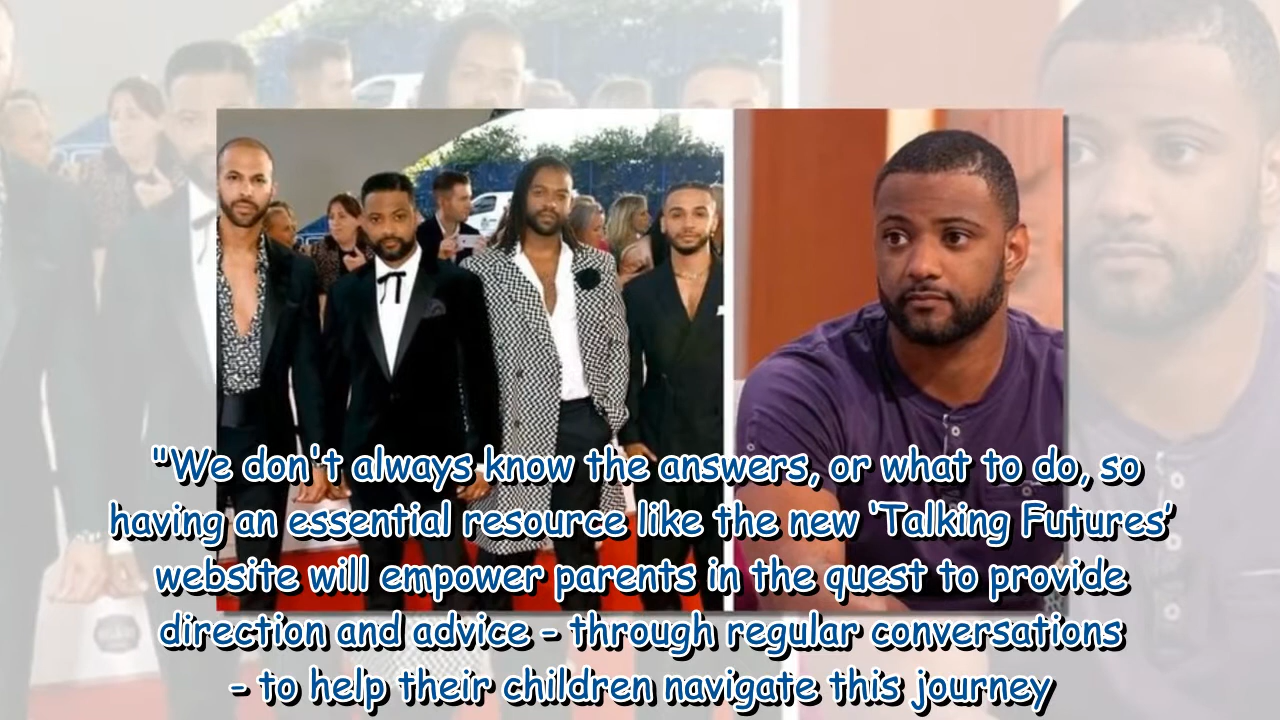 "We don't always know the answers, or what to do, so
having an essential resource like the new ‘Talking Futures’
website will empower parents in the quest to provide
direction and advice – through regular conversations
– to help their children navigate this journey